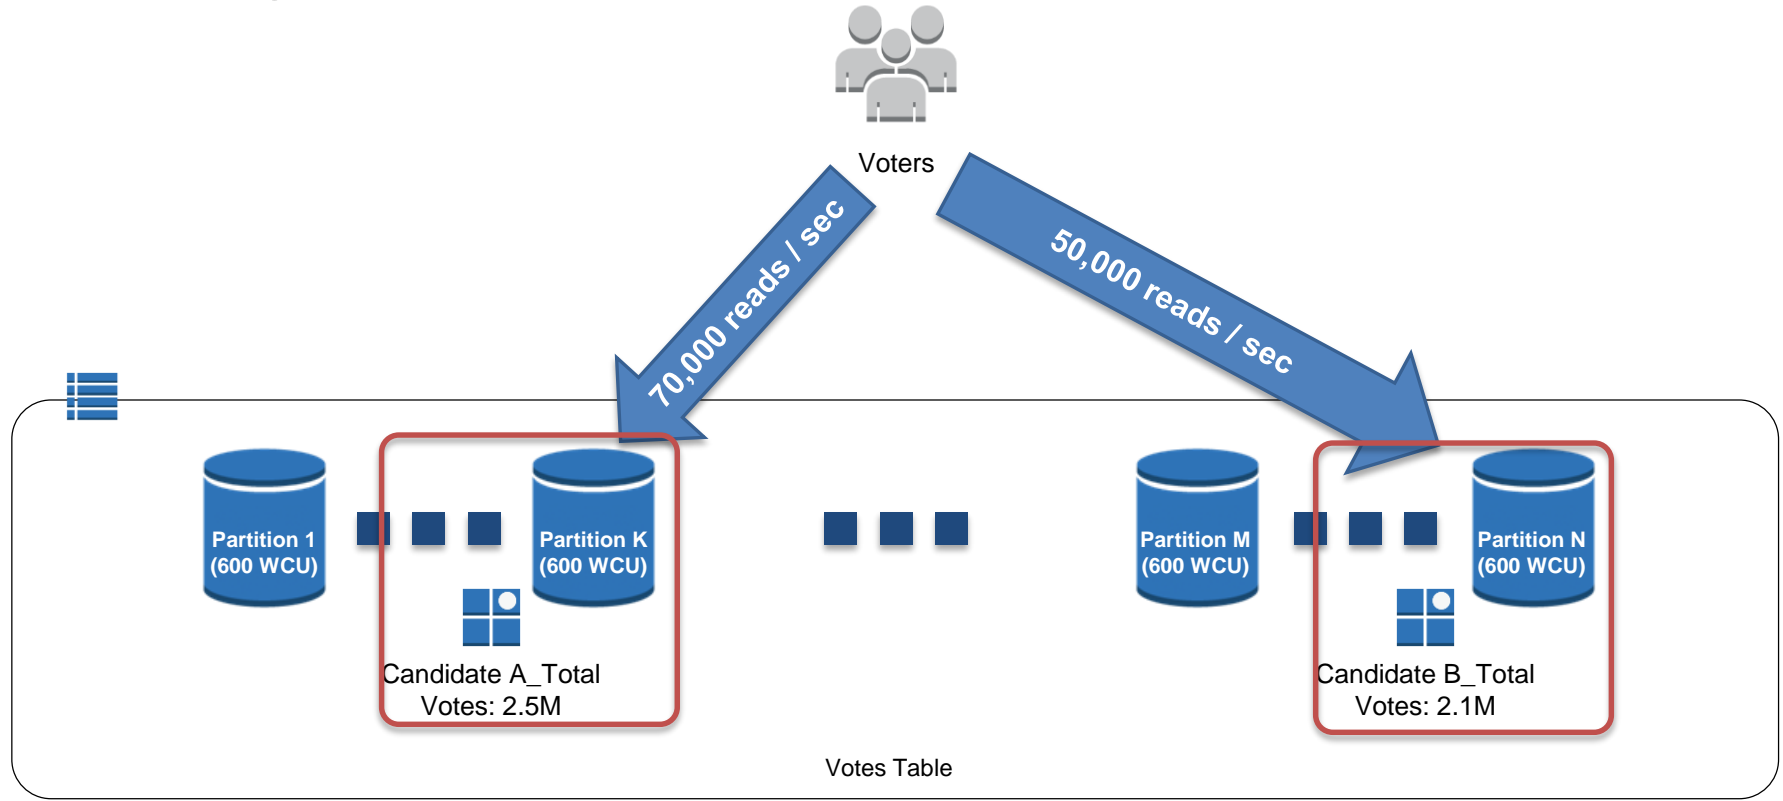 Voters
70,000 reads / sec
50,000 reads / sec
Partition 1
(600 WCU)
Partition K
(600 WCU)
Partition M
(600 WCU)
Partition N
(600 WCU)
Candidate A_Total
Votes: 2.5M
Candidate B_Total
Votes: 2.1M
Votes Table